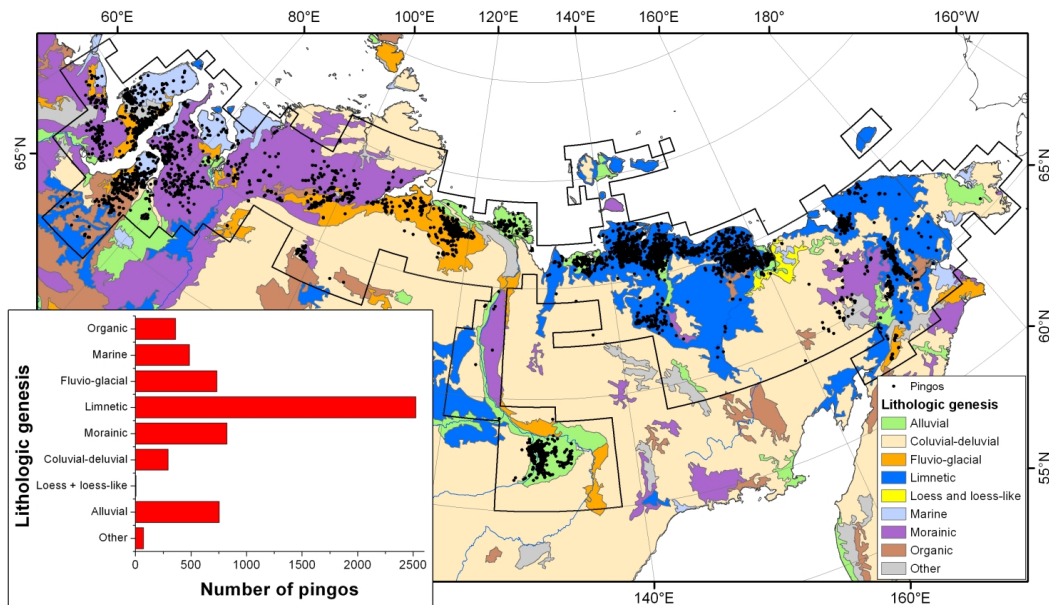 60°E 80°E 100°E 120°E 140°E 160°E 180° 160°W
65°N
65°N
60°N
55°N
140°E 160°E
Lithologic genesis
Organic
Marine
Fluvio-glacial
Limnetic
Morainic
Coluvial-deluvial
Loess + loess-like
Alluvial
Other
0 500 1000 1500 2000 2500
Number of pingos
Pingos
Lithologic genesis
Alluvial
Coluvial-deluvial
Fluvio-glacial
Limnetic
Loess and loess-like
Marine
Morainic
Organic
Other